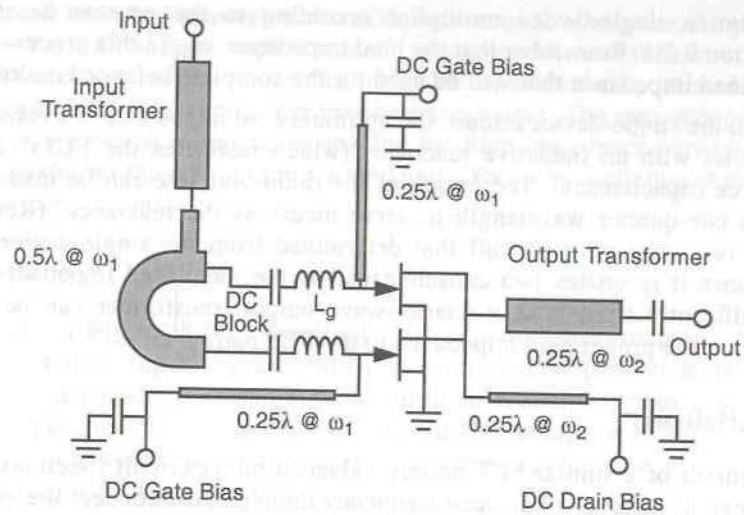 Input
Input
Transformer
DC Gate Bias
0.25λ @ ω₁
0.5λ @ ω₁
Output Transformer
DC
Block
L_g
0.25λ @ ω₂
Output
0.25λ @ ω₁
0.25λ @ ω₂
DC Gate Bias
DC Drain Bias